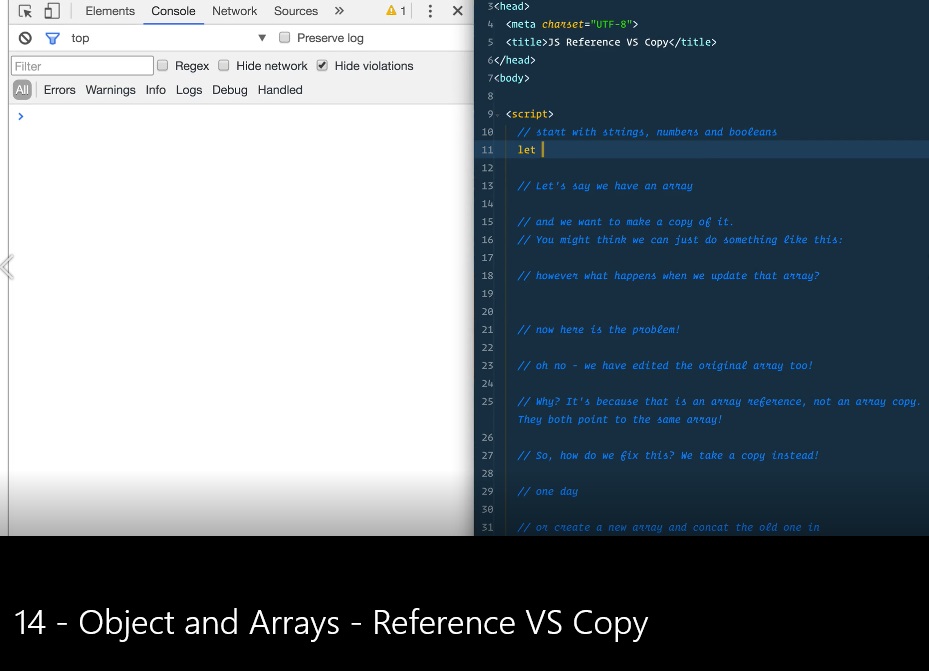 Elements Console Network Sources » 1
top Preserve log
Filter Regex Hide network Hide violations
All Errors Warnings Info Logs Debug Handled
3 <head>
4 <meta charset="UTF-8">
5 <title>JS Reference VS Copy</title>
6 </head>
7 <body>
8
9 <script>
10 // start with strings, numbers and booleans
11 let
12
13 // Let's say we have an array
14
15 // and we want to make a copy of it.
16 // You might think we can just do something like this:
17
18 // however what happens when we update that array?
19
20
21 // now here is the problem!
22
23 // oh no - we have edited the original array too!
24
25 // Why? It's because that is an array reference, not an array copy.
They both point to the same array!
26
27 // So, how do we fix this? We take a copy instead!
28
29 // one day
30
31 // or create a new array and concat the old one in
14 - Object and Arrays - Reference VS Copy